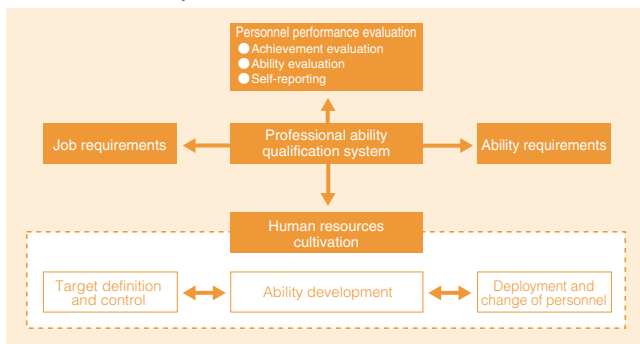 Personnel performance evaluation
●Achievement evaluation
●Ability evaluation
●Self-reporting
Job requirements
Professional ability
qualification system
Ability requirements
Human resources
cultivation
Target definition
and control
Ability development
Deployment and
change of personnel